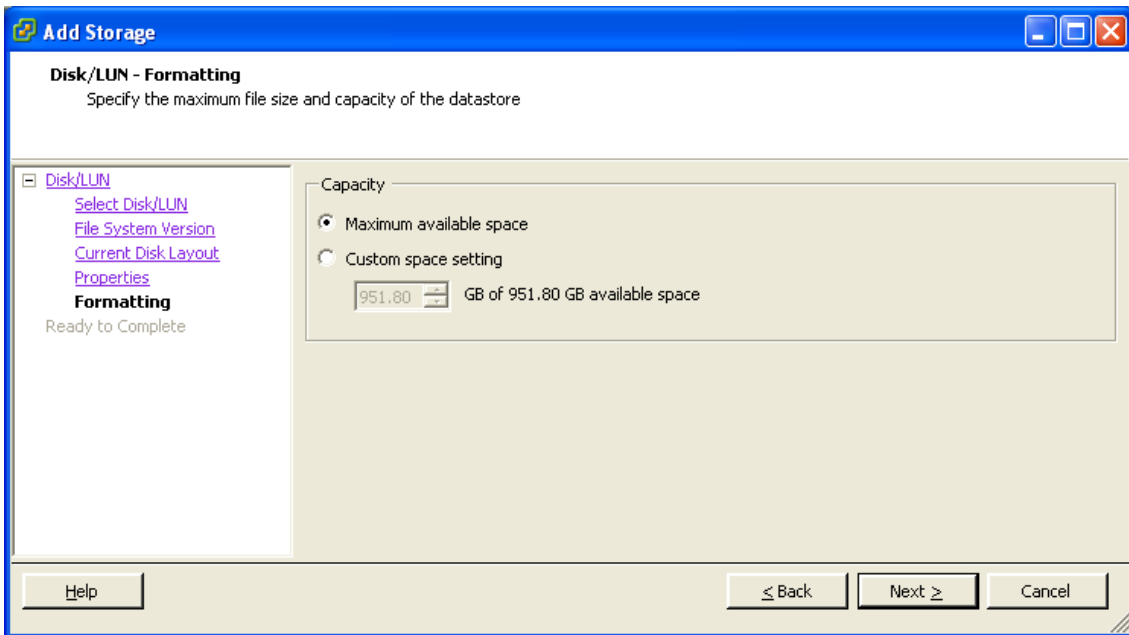 Add Storage
Disk/LUN - Formatting
Specify the maximum file size and capacity of the datastore
Disk/LUN
Select Disk/LUN
File System Version
Current Disk Layout
Properties
Formatting
Ready to Complete
Capacity
Maximum available space
Custom space setting
951.80 GB of 951.80 GB available space
Help
< Back
Next >
Cancel